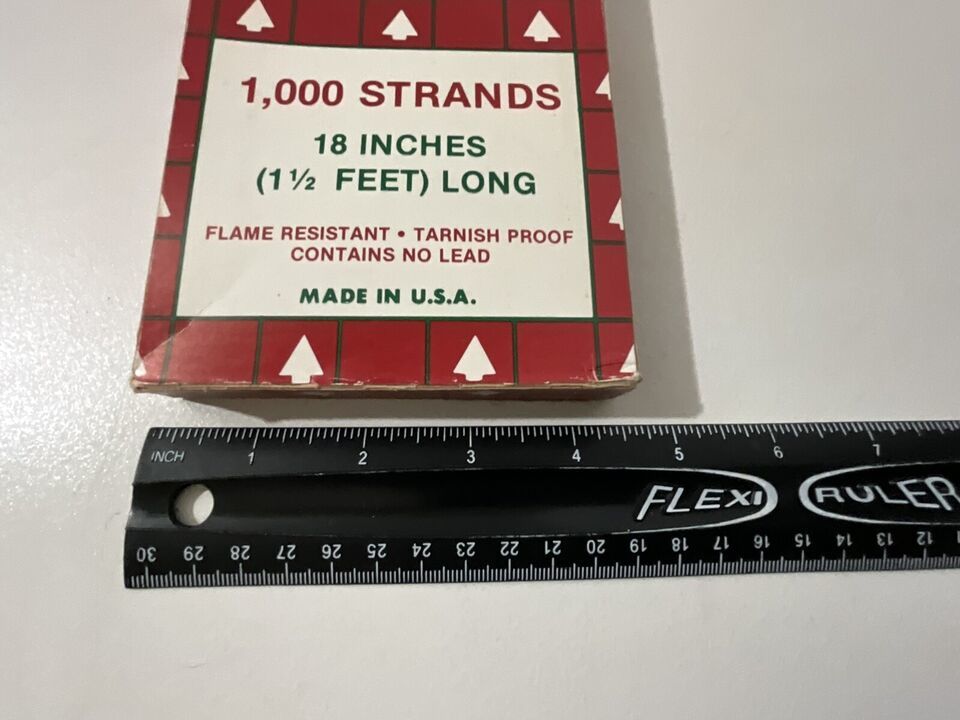 1,000 STRANDS
18 INCHES
(1 ½ FEET) LONG
FLAME RESISTANT • TARNISH PROOF
CONTAINS NO LEAD
MADE IN U.S.A.
INCH 1 2 3 4 5 6 7
FLEXI RULER
30 29 28 27 26 25 24 23 22 21 20 19 18 17 16 15 14 13 12